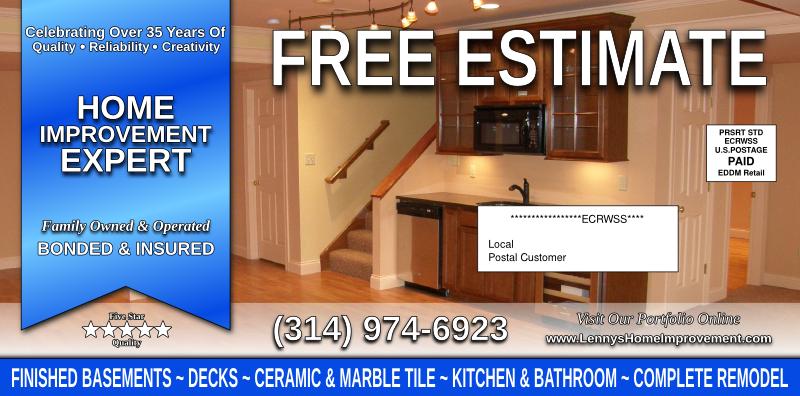 Celebrating Over 35 Years Of
Quality • Reliability • Creativity
HOME
IMPROVEMENT
EXPERT
Family Owned & Operated
BONDED & INSURED
Five Star
Quality
FREE ESTIMATE
PRSRT STD
ECRWSS
U.S.POSTAGE
PAID
EDDM Retail
*****************ECRWSS****
Local
Postal Customer
(314) 974-6923
Visit Our Portfolio Online
www.LennysHomeImprovement.com
FINISHED BASEMENTS ~ DECKS ~ CERAMIC & MARBLE TILE ~ KITCHEN & BATHROOM ~ COMPLETE REMODEL